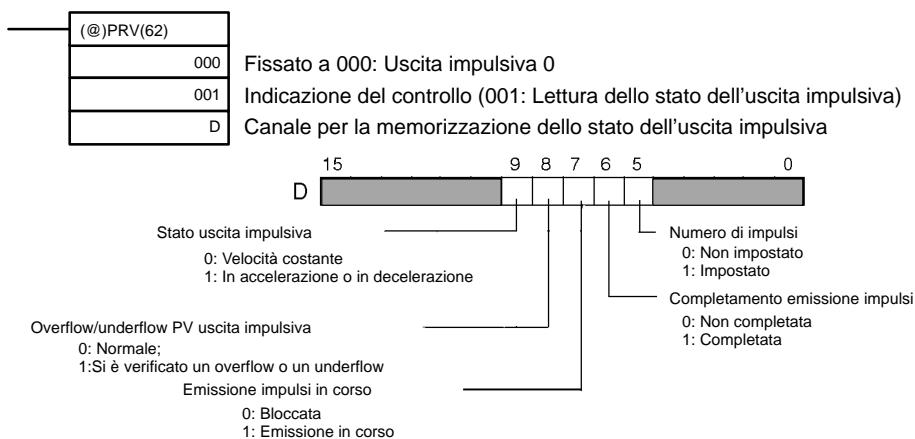 (@)PRV(62)
000 Fissato a 000: Uscita impulsiva 0
001 Indicazione del controllo (001: Lettura dello stato dell'uscita impulsiva)
D Canale per la memorizzazione dello stato dell'uscita impulsiva
15 9 8 7 6 5 0
D
Stato uscita impulsiva
0: Velocità costante
1: In accelerazione o in decelerazione
Numero di impulsi
0: Non impostato
1: Impostato
Completamento emissione impulsi
0: Non completata
1: Completata
Overflow/underflow PV uscita impulsiva
0: Normale;
1:Si è verificato un overflow o un underflow
Emissione impulsi in corso
0: Bloccata
1: Emissione in corso